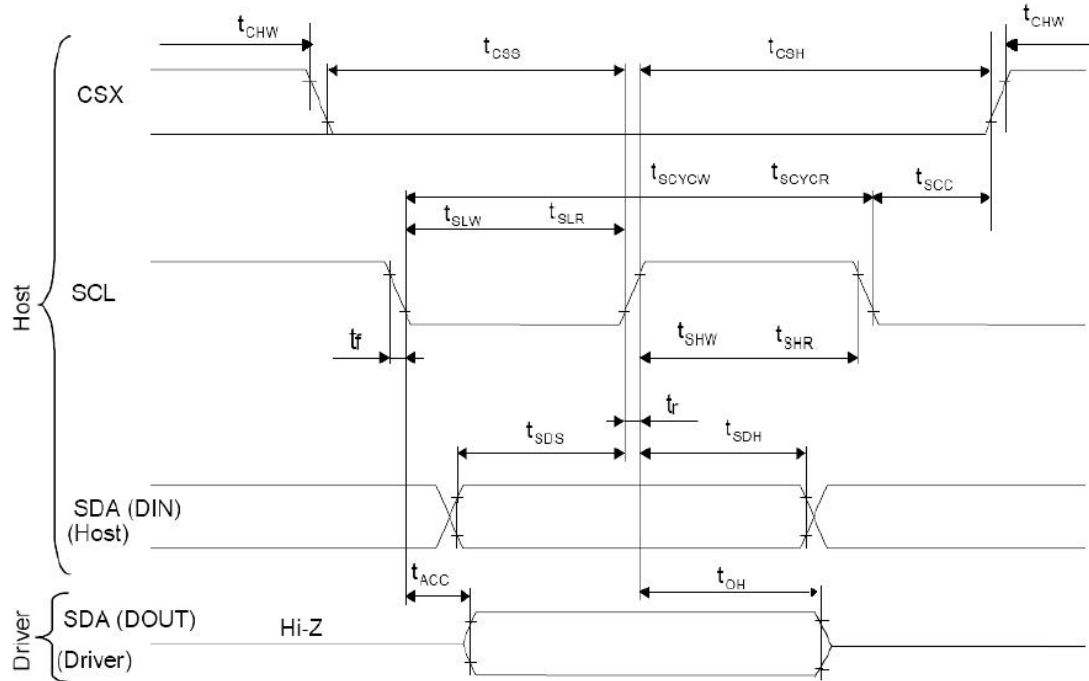 tCHW
tCHW
tCSS
tCSH
CSX
tSCYCW
tSCYCR
tSCC
tSLW
tSLR
Host
SCL
tf
tSHW
tSHR
tr
tSDS
tSDH
SDA (DIN)
(Host)
tACC
tOH
Driver
SDA (DOUT)
Hi-Z
(Driver)